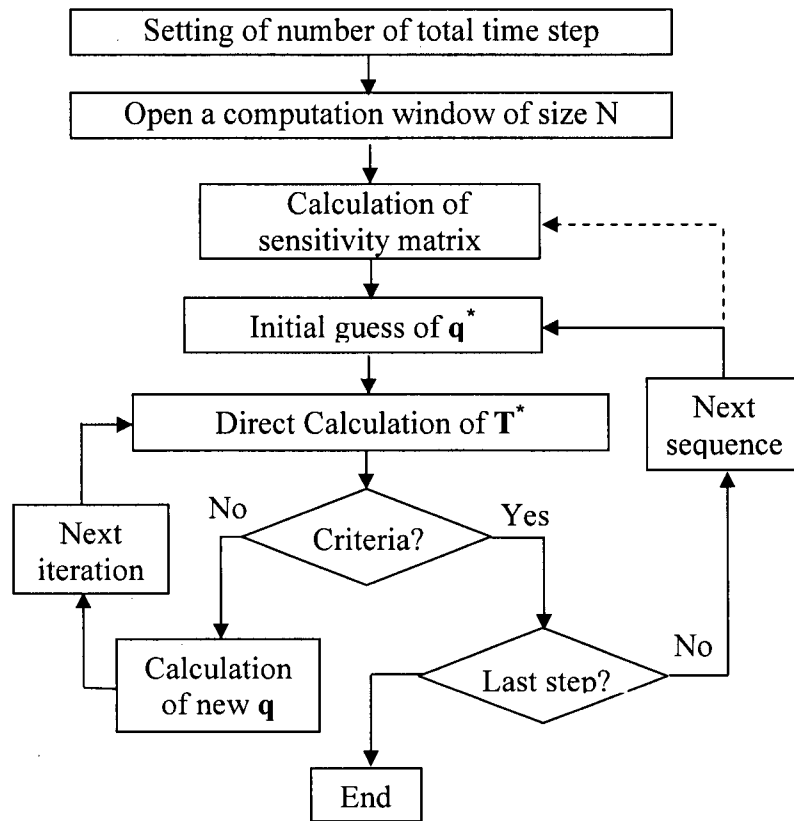 Setting of number of total time step
Open a computation window of size N
Calculation of
sensitivity matrix
Initial guess of q*
Direct Calculation of T*
Next
sequence
No
Yes
Criteria?
Next
iteration
No
Calculation
of new q
Last step?
End